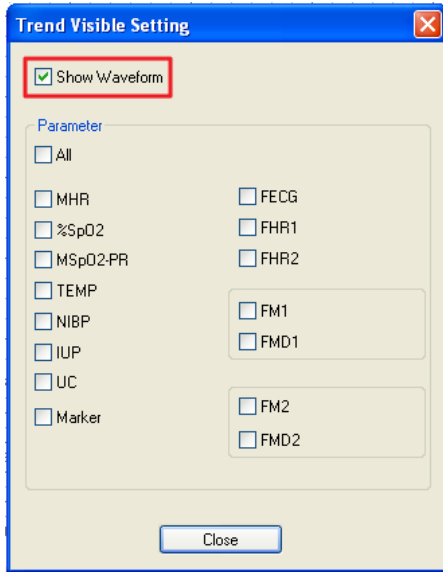 Trend Visible Setting
Show Waveform
Parameter
All
MHR
%SpO2
MSpO2-PR
TEMP
NIBP
IUP
UC
Marker
FECG
FHR1
FHR2
FM1
FMD1
FM2
FMD2
Close